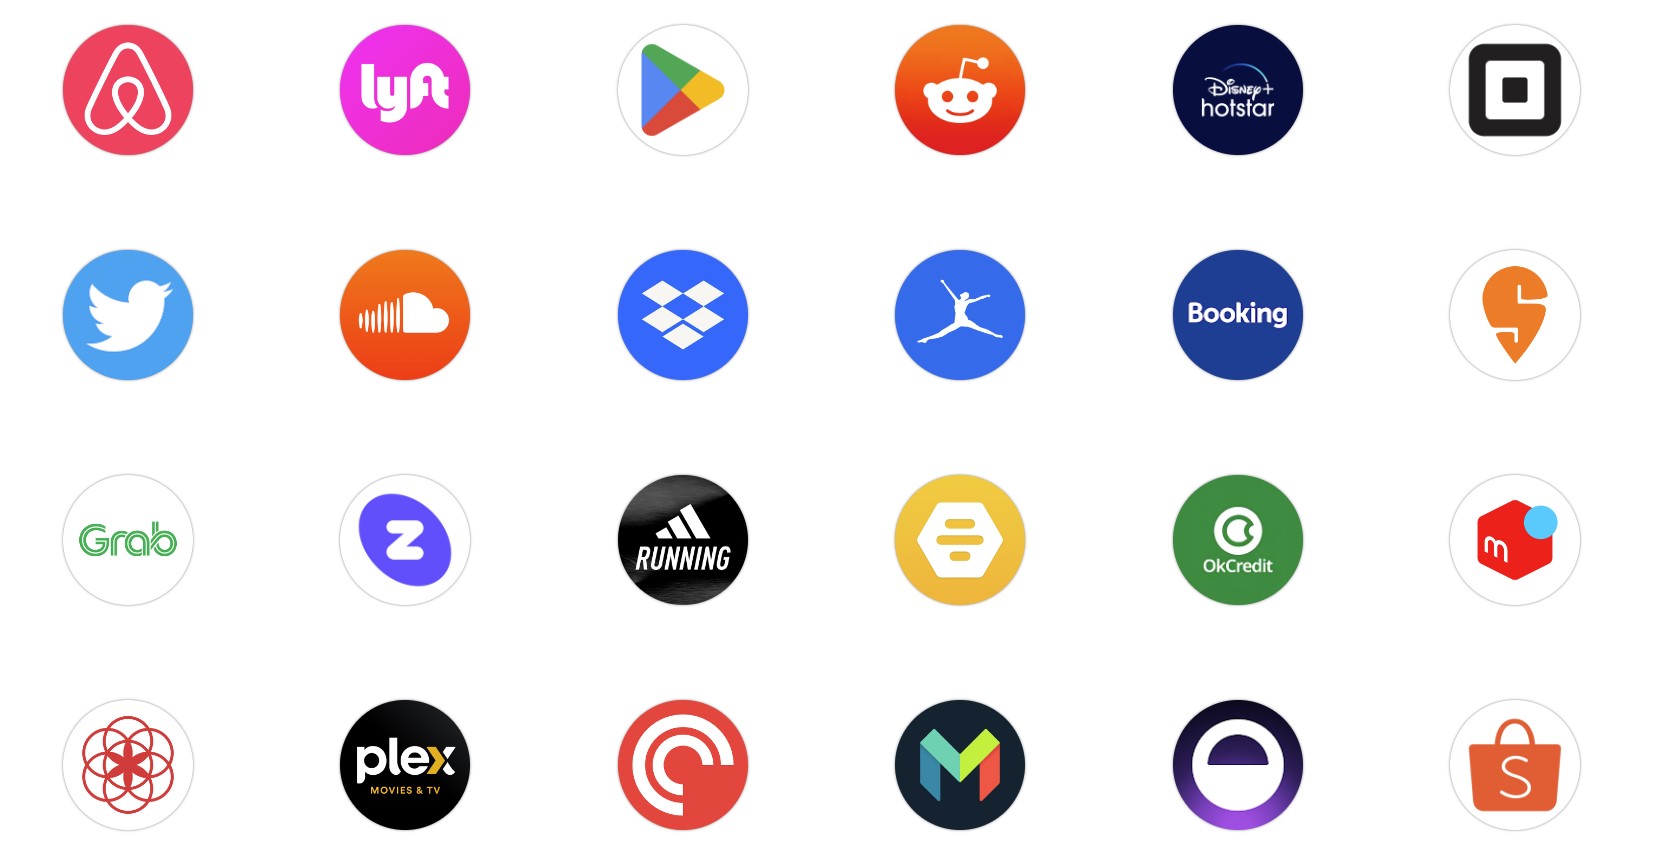 lyft
Disney+
hotstar
Booking
Grab
Z
RUNNING
OkCredit
m
plex
MOVIES & TV
M
S